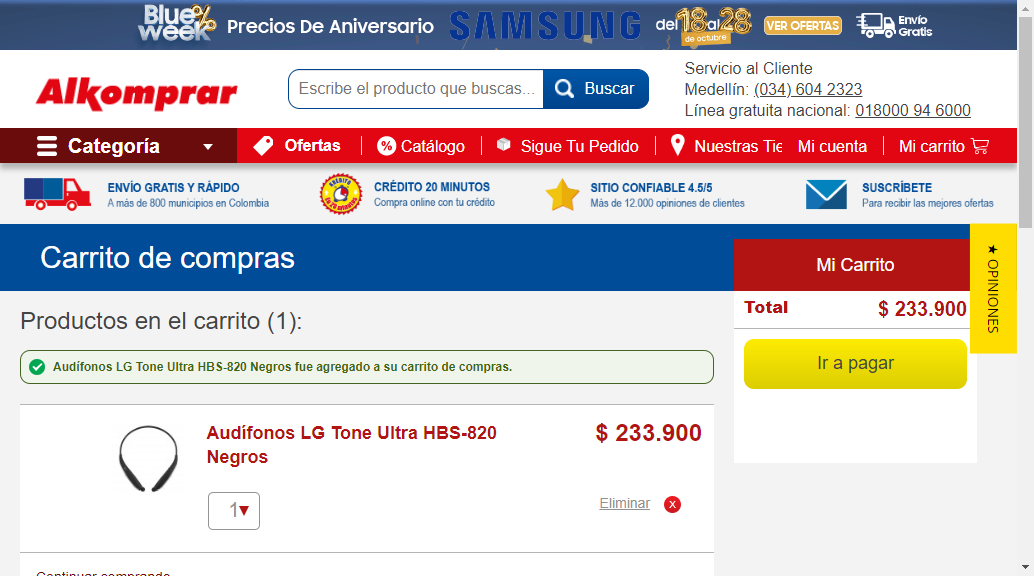 Blue% week
Precios De Aniversario
SAMSUNG
del 18 al 28 de octubre
VER OFERTAS
Envío Gratis
Alkomprar
Escribe el producto que buscas...
Buscar
Servicio al Cliente
Medellín: (034) 604 2323
Línea gratuita nacional: 018000 94 6000
Categoría
Ofertas
Catálogo
Sigue Tu Pedido
Nuestras Tie
Mi cuenta
Mi carrito
ENVÍO GRATIS Y RÁPIDO
A más de 800 municipios en Colombia
CRÉDITO 20 MINUTOS
Compra online con tu crédito
SITIO CONFIABLE 4.5/5
Más de 12.000 opiniones de clientes
SUSCRÍBETE
Para recibir las mejores ofertas
Carrito de compras
Mi Carrito
★ OPINIONES
Total
$ 233.900
Ir a pagar
Productos en el carrito (1):
Audífonos LG Tone Ultra HBS-820 Negros fue agregado a su carrito de compras.
Audífonos LG Tone Ultra HBS-820
Negros
$ 233.900
1
Eliminar
x
Continuar comprando